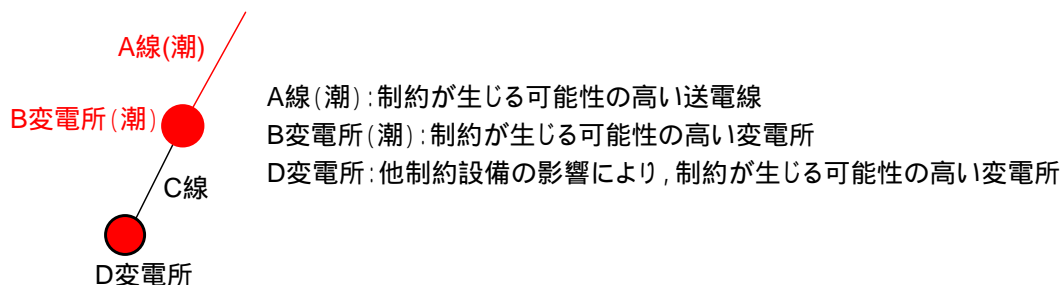 A線(潮)
B変電所(潮)
C線
D変電所
A線(潮):制約が生じる可能性の高い送電線
B変電所(潮):制約が生じる可能性の高い変電所
D変電所:他制約設備の影響により,制約が生じる可能性の高い変電所